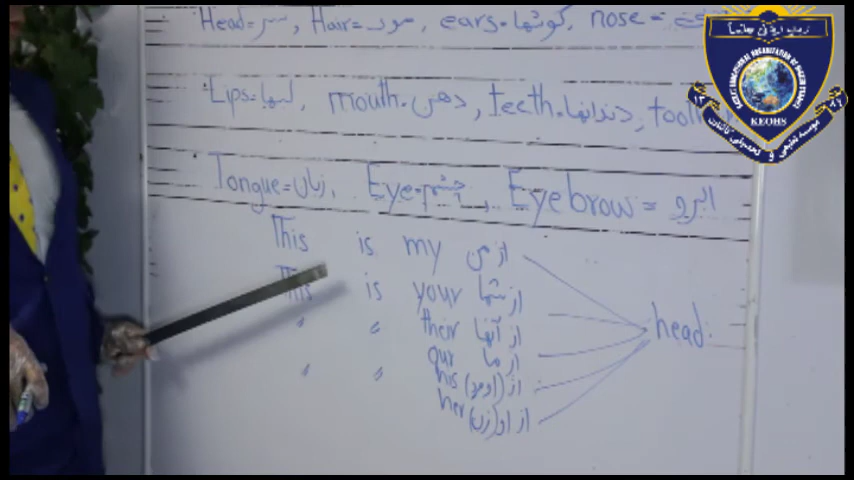 Head=سر, Hair=مو, ears=گوشها, nose=
Lips=لبها, mouth=دهن, teeth=دندانها, tooth
Tongue=زبان, Eye=چشم, Eyebrow=ابرو
This is my از من
This is your از شما
〃 〃 their از آنها
our از ما
〃 〃 his از (او مرد)
her از او (زن)
head.
KEOHS